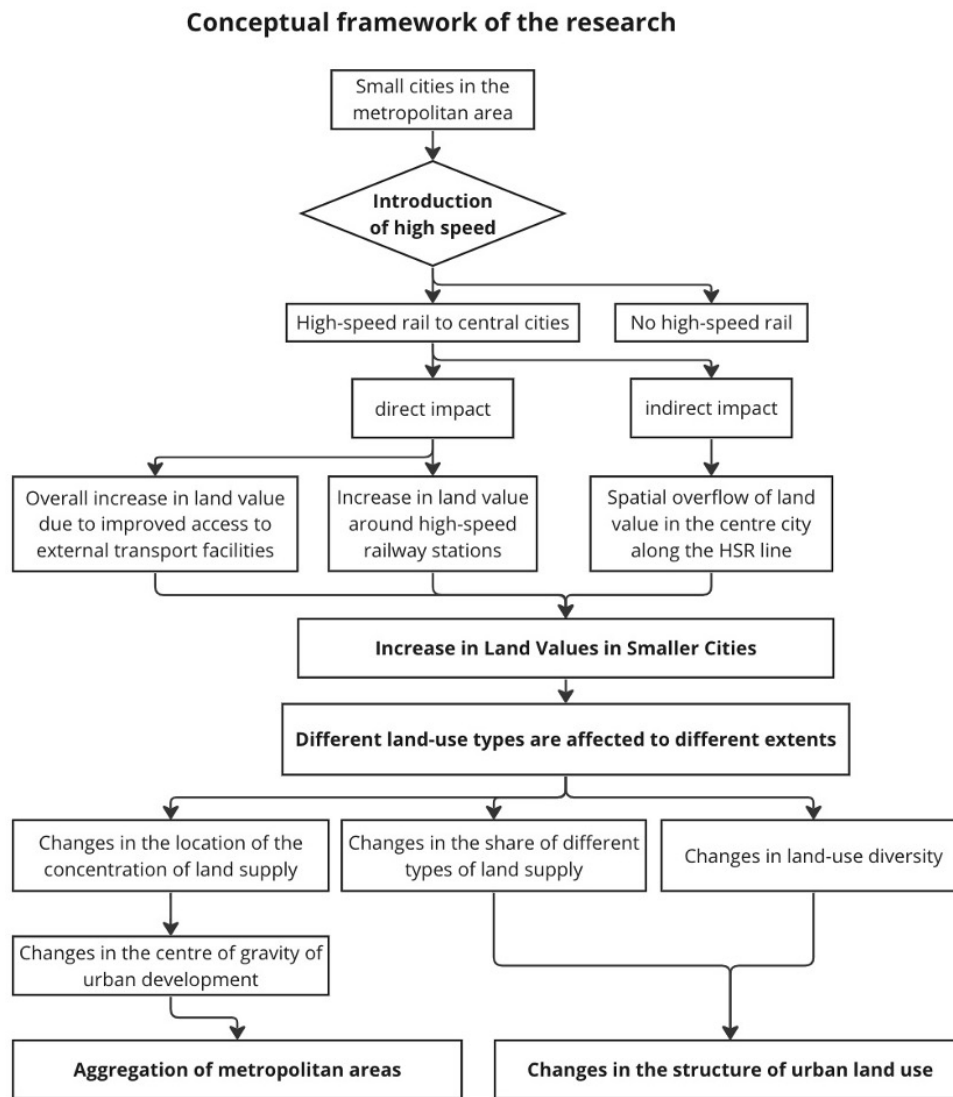 Conceptual framework of the research
Small cities in the
metropolitan area
Introduction
of high speed
High-speed rail to central cities
No high-speed rail
direct impact
indirect impact
Overall increase in land value
due to improved access to
external transport facilities
Increase in land value
around high-speed
railway stations
Spatial overflow of land
value in the centre city
along the HSR line
Increase in Land Values in Smaller Cities
Different land-use types are affected to different extents
Changes in the location of the
concentration of land supply
Changes in the share of different
types of land supply
Changes in land-use diversity
Changes in the centre of gravity of
urban development
Aggregation of metropolitan areas
Changes in the structure of urban land use